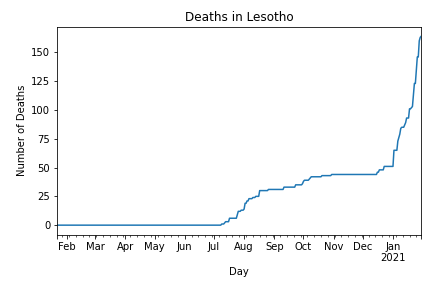 Deaths in Lesotho
Number of Deaths
150
125
100
75
50
25
0
Feb Mar Apr May Jun Jul Aug Sep Oct Nov Dec Jan
2021
Day